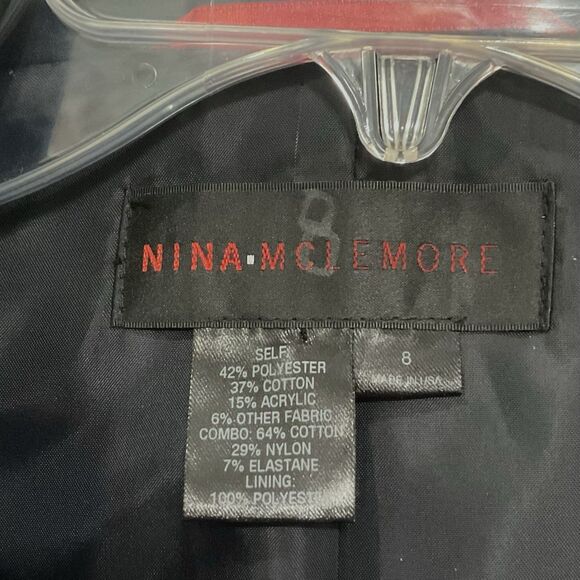 8
NINA MCLEMORE
SELF:
42% POLYESTER
37% COTTON
15% ACRYLIC
6% OTHER FABRIC
COMBO: 64% COTTON
29% NYLON
7% ELASTANE
LINING:
100% POLYESTE
8
MADE IN USA